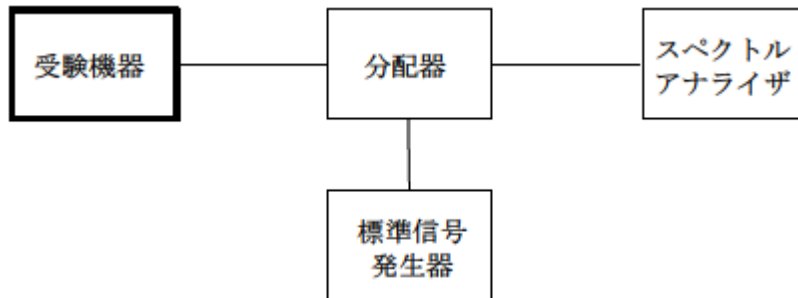 受験機器
分配器
スペクトル
アナライザ
標準信号
発生器